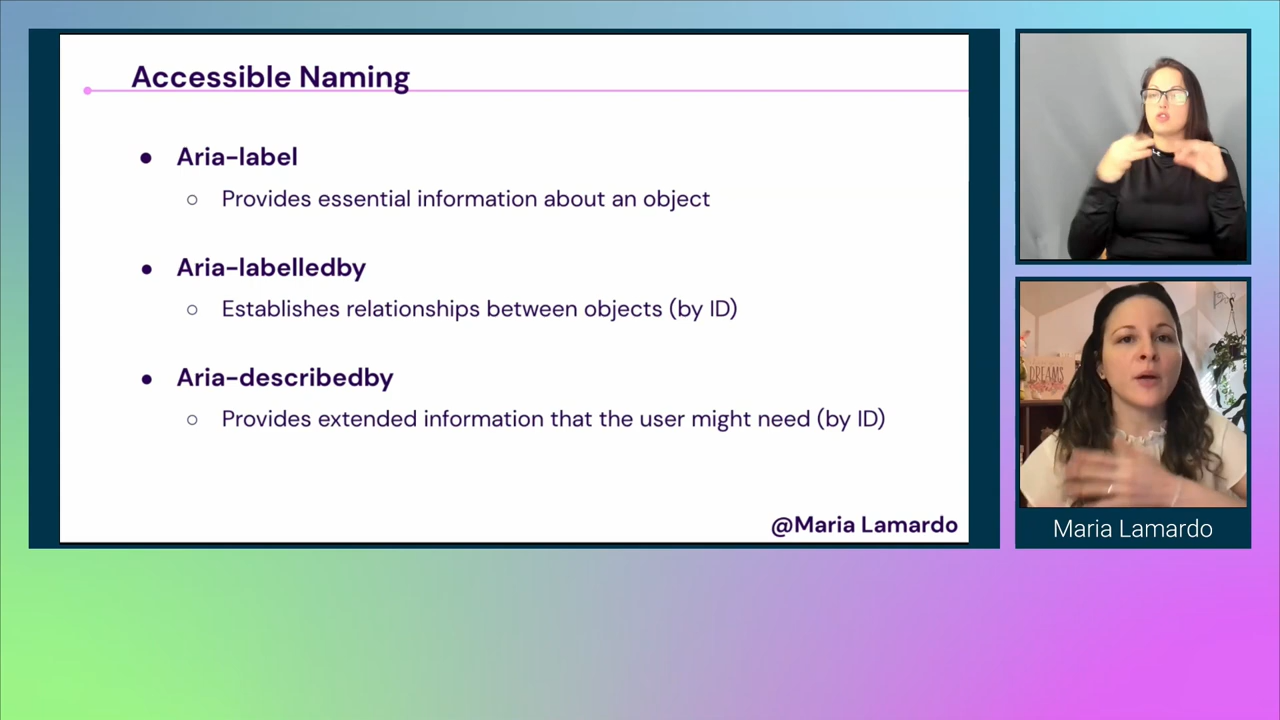 Accessible Naming
● Aria-label
○ Provides essential information about an object
● Aria-labelledby
○ Establishes relationships between objects (by ID)
● Aria-describedby
○ Provides extended information that the user might need (by ID)
@Maria Lamardo
DREAMS
Maria Lamardo